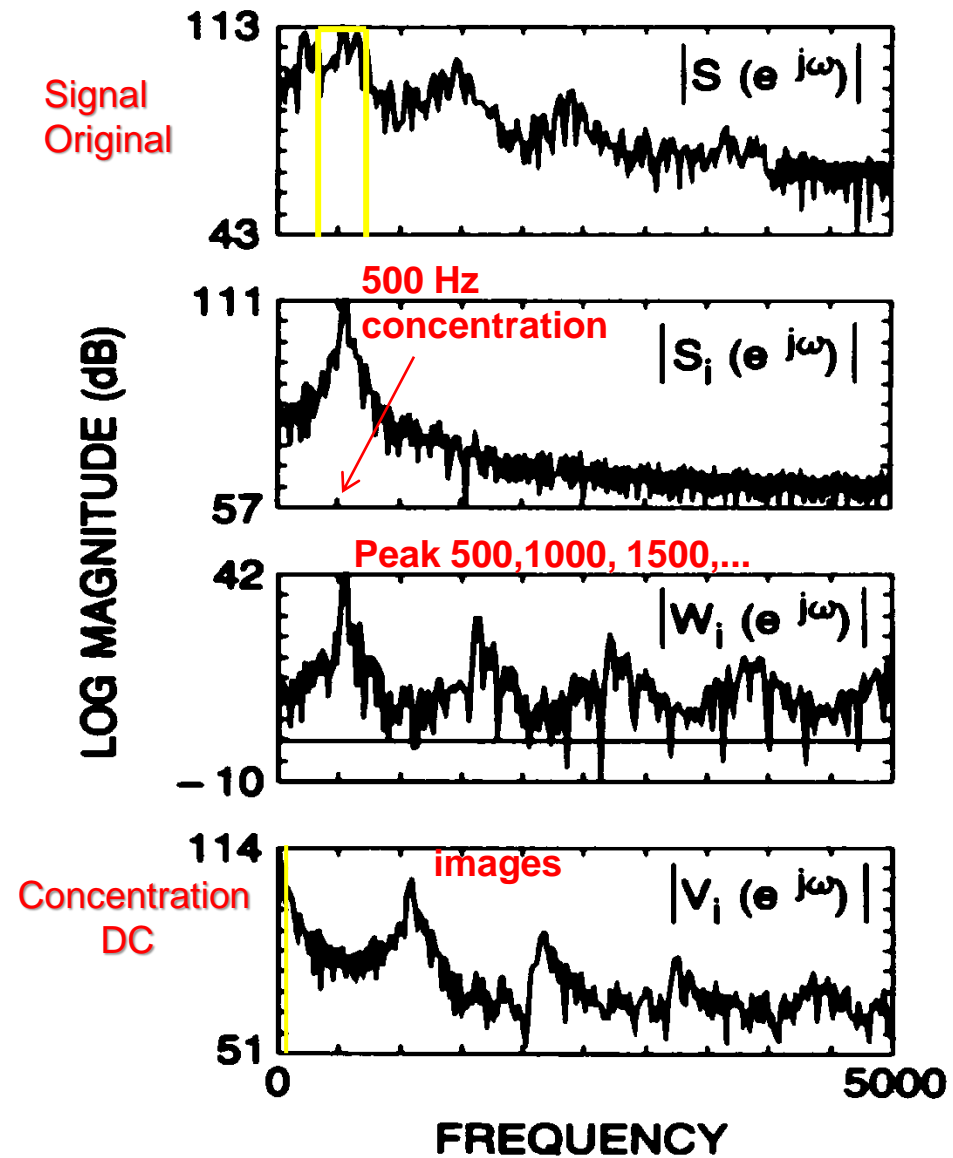 113
Signal
Original
|S (e jω)|
43
500 Hz
concentration
111
|Si (e jω)|
57
LOG MAGNITUDE (dB)
Peak 500,1000, 1500,...
42
|Wi (e jω)|
– 10
114
images
|Vi (e jω)|
Concentration
DC
51
0
5000
FREQUENCY